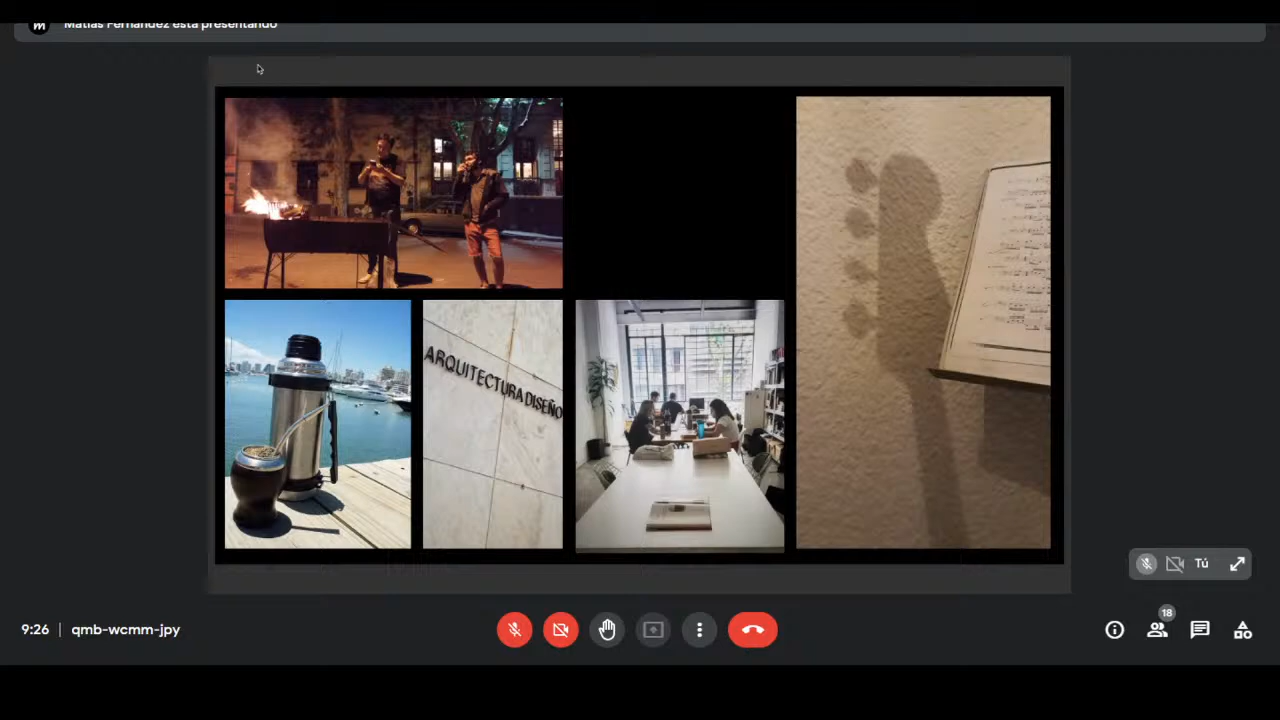 m
Matías Fernández está presentando
ARQUITECTURA DISEÑO
Tú
18
9:26 | qmb-wcmm-jpy